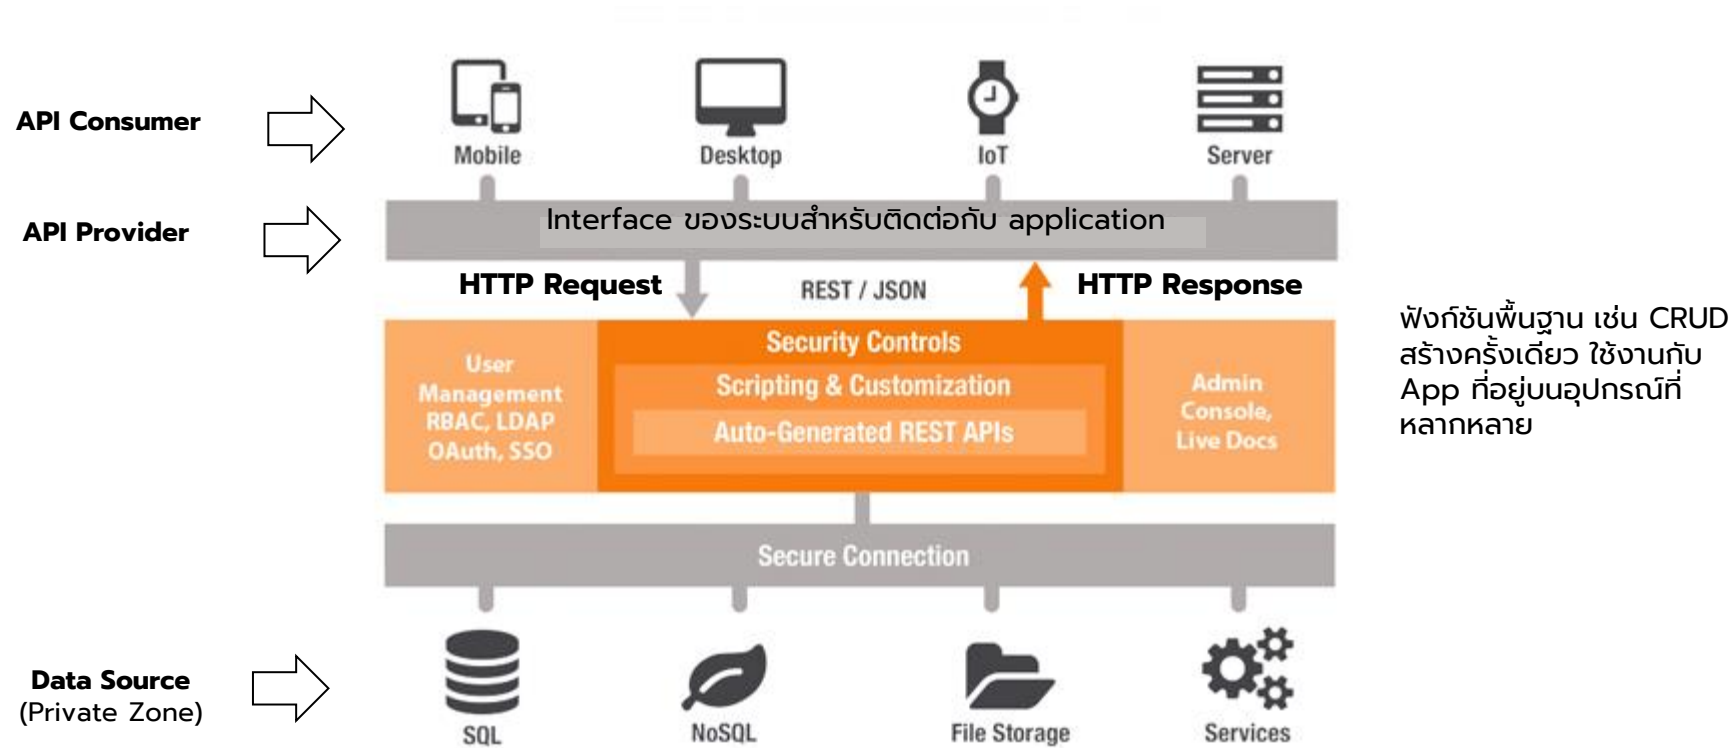 API Consumer
Mobile
Desktop
IoT
Server
API Provider
Interface ของระบบสำหรับติดต่อกับ application
HTTP Request
REST / JSON
HTTP Response
User
Management
RBAC, LDAP
OAuth, SSO
Security Controls
Scripting & Customization
Auto-Generated REST APIs
Admin
Console,
Live Docs
ฟังก์ชันพื้นฐาน เช่น CRUD
สร้างครั้งเดียว ใช้งานกับ
App ที่อยู่บนอุปกรณ์ที่
หลากหลาย
Secure Connection
Data Source
(Private Zone)
SQL
NoSQL
File Storage
Services